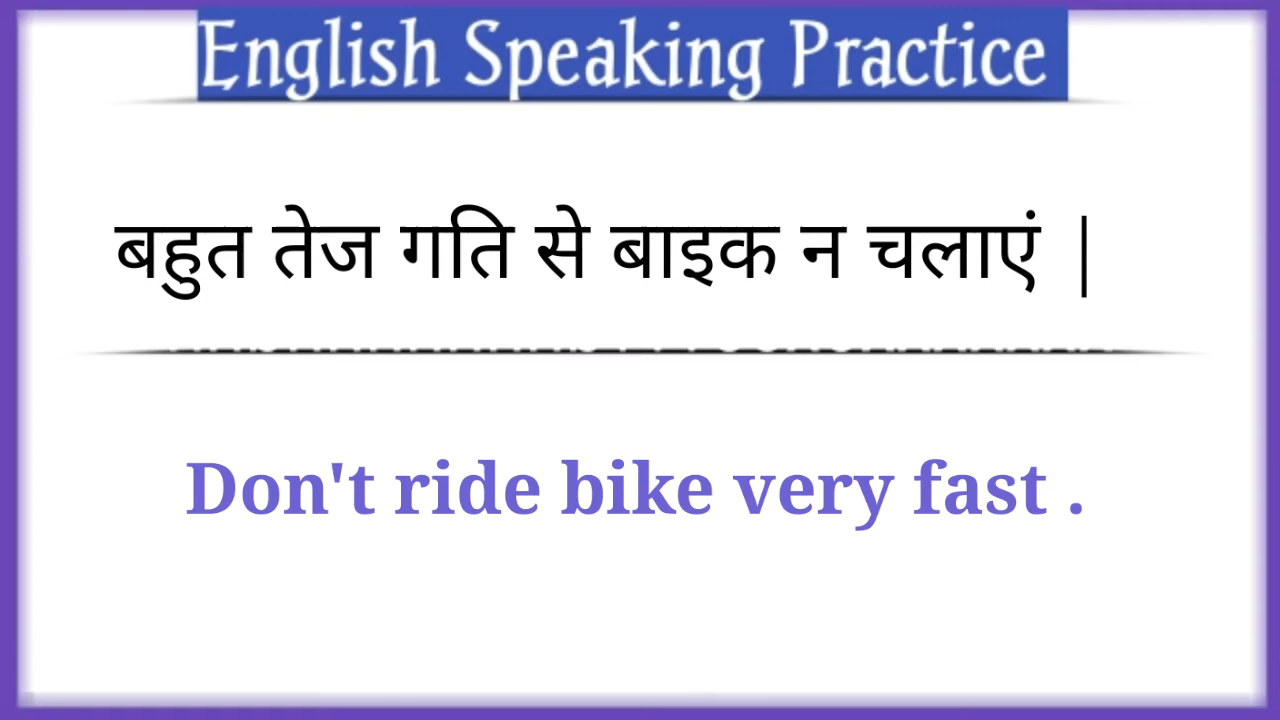 English Speaking Practice
बहुत तेज गति से बाइक न चलाएं |
Don't ride bike very fast .